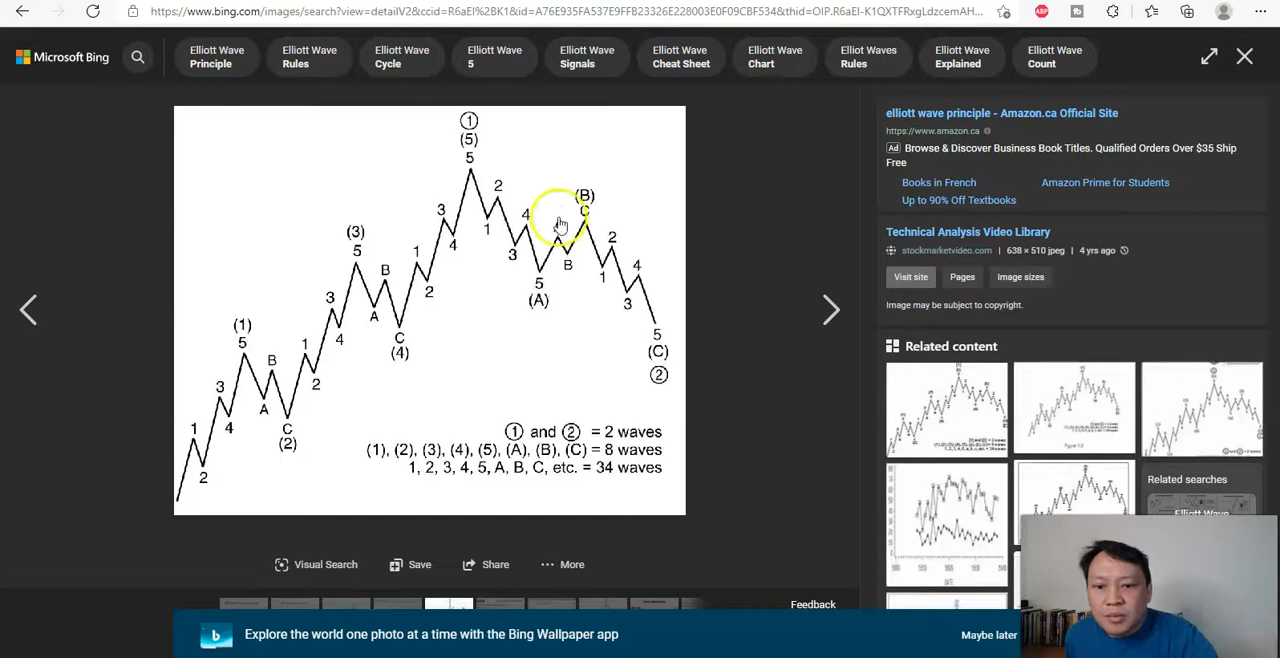 https://www.bing.com/images/search?view=detailV2&ccid=R6aEI%2BK1&id=A76E935FA537E9FFB23326E228003E0F09CBF534&thid=OIP.R6aEI-K1QXTFRxgLdzcemAH...
ABP
Microsoft Bing
Elliott Wave
Principle
Elliott Wave
Rules
Elliott Wave
Cycle
Elliott Wave
5
Elliott Wave
Signals
Elliott Wave
Cheat Sheet
Elliott Wave
Chart
Elliot Waves
Rules
Elliott Wave
Explained
Elliott Wave
Count
①
(5)
5
2
(B)
C
3
4
1
2
(3)
5
4
3
B
4
1
B
1
5
(A)
3
(1)
5
A
2
3
1
4
C
(4)
5
(C)
②
B
3
2
1
4
A
C
(2)
2
① and ② = 2 waves
(1), (2), (3), (4), (5), (A), (B), (C) = 8 waves
1, 2, 3, 4, 5, A, B, C, etc. = 34 waves
Visual Search
Save
Share
More
Feedback
elliott wave principle - Amazon.ca Official Site
https://www.amazon.ca
Ad Browse & Discover Business Book Titles. Qualified Orders Over $35 Ship
Free
Books in French
Amazon Prime for Students
Up to 90% Off Textbooks
Technical Analysis Video Library
stockmarketvideo.com | 638 × 510 jpeg | 4 yrs ago
Visit site
Pages
Image sizes
Image may be subject to copyright.
Related content
Related searches
Elliott Wave
b
Explore the world one photo at a time with the Bing Wallpaper app
Maybe later